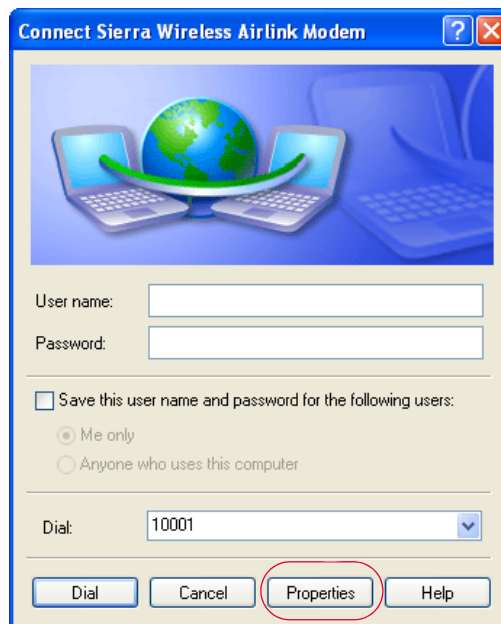 Connect Sierra Wireless Airlink Modem
User name:
Password:
Save this user name and password for the following users:
Me only
Anyone who uses this computer
Dial: 10001
Dial Cancel Properties Help